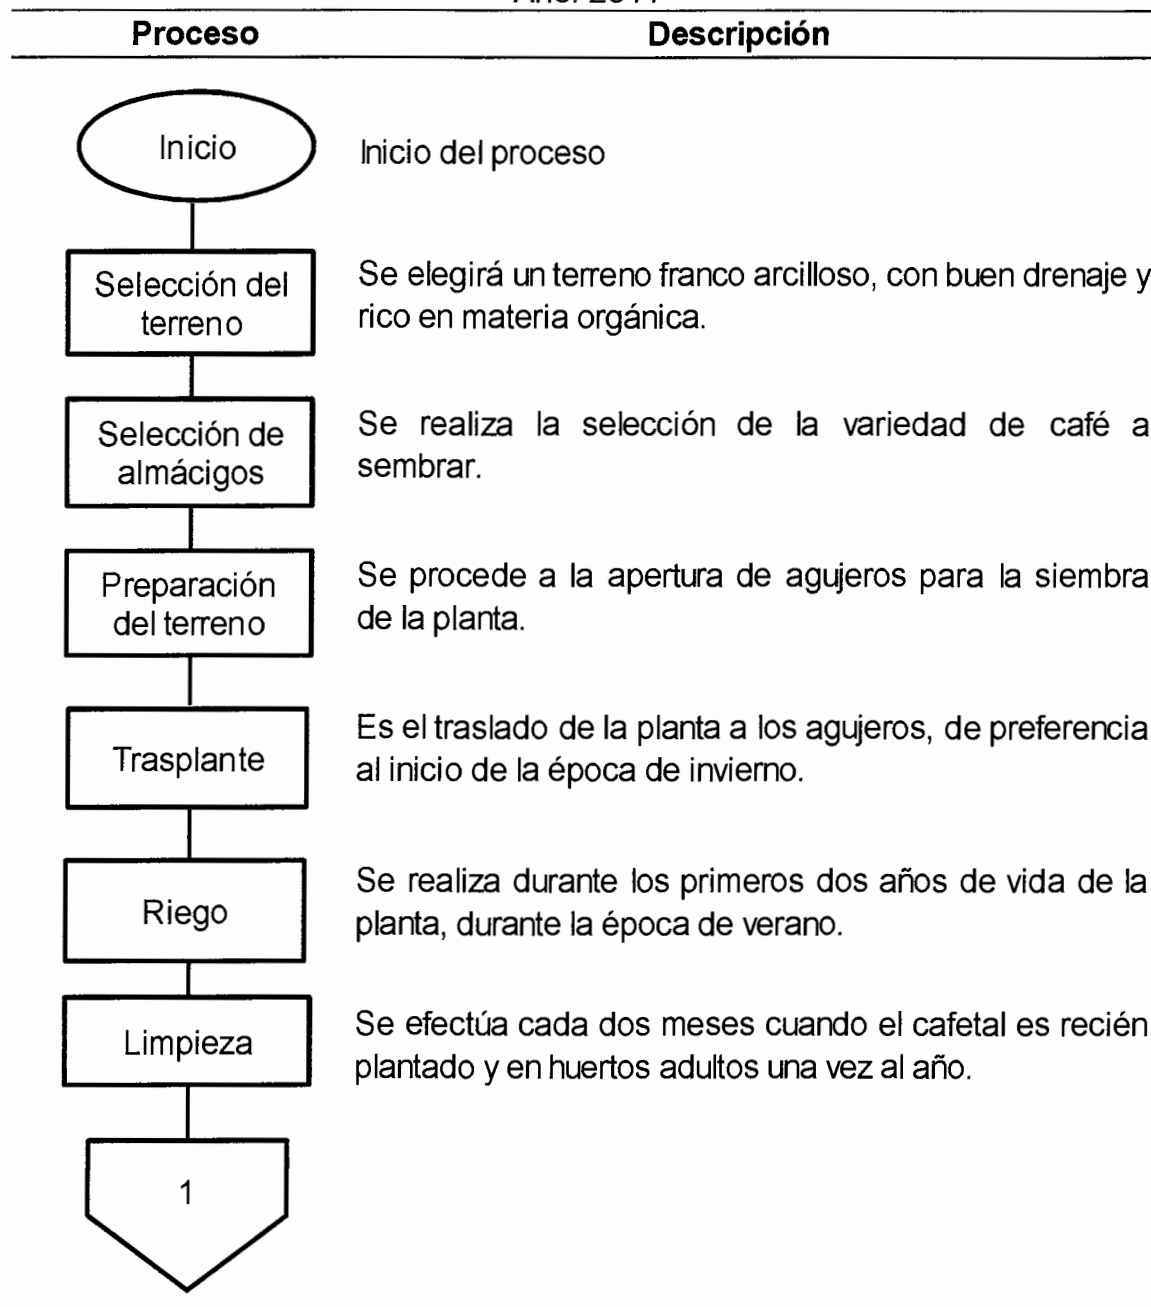 Proceso Descripción
Inicio
Inicio del proceso
Selección del
terreno
Se elegirá un terreno franco arcilloso, con buen drenaje y
rico en materia orgánica.
Selección de
almácigos
Se realiza la selección de la variedad de café a
sembrar.
Preparación
del terreno
Se procede a la apertura de agujeros para la siembra
de la planta.
Trasplante
Es el traslado de la planta a los agujeros, de preferencia
al inicio de la época de invierno.
Riego
Se realiza durante los primeros dos años de vida de la
planta, durante la época de verano.
Limpieza
Se efectúa cada dos meses cuando el cafetal es recién
plantado y en huertos adultos una vez al año.
1